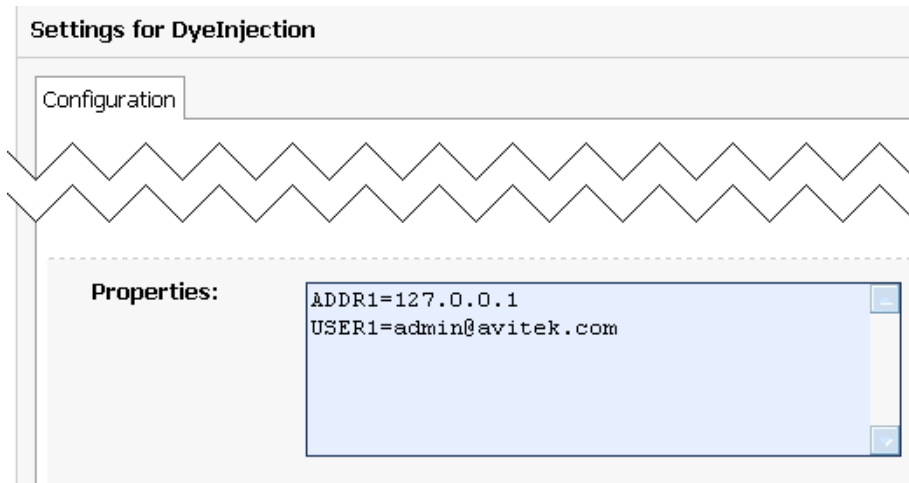 Settings for DyeInjection
Configuration
Properties:
ADDR1=127.0.0.1
USER1=admin@avitek.com